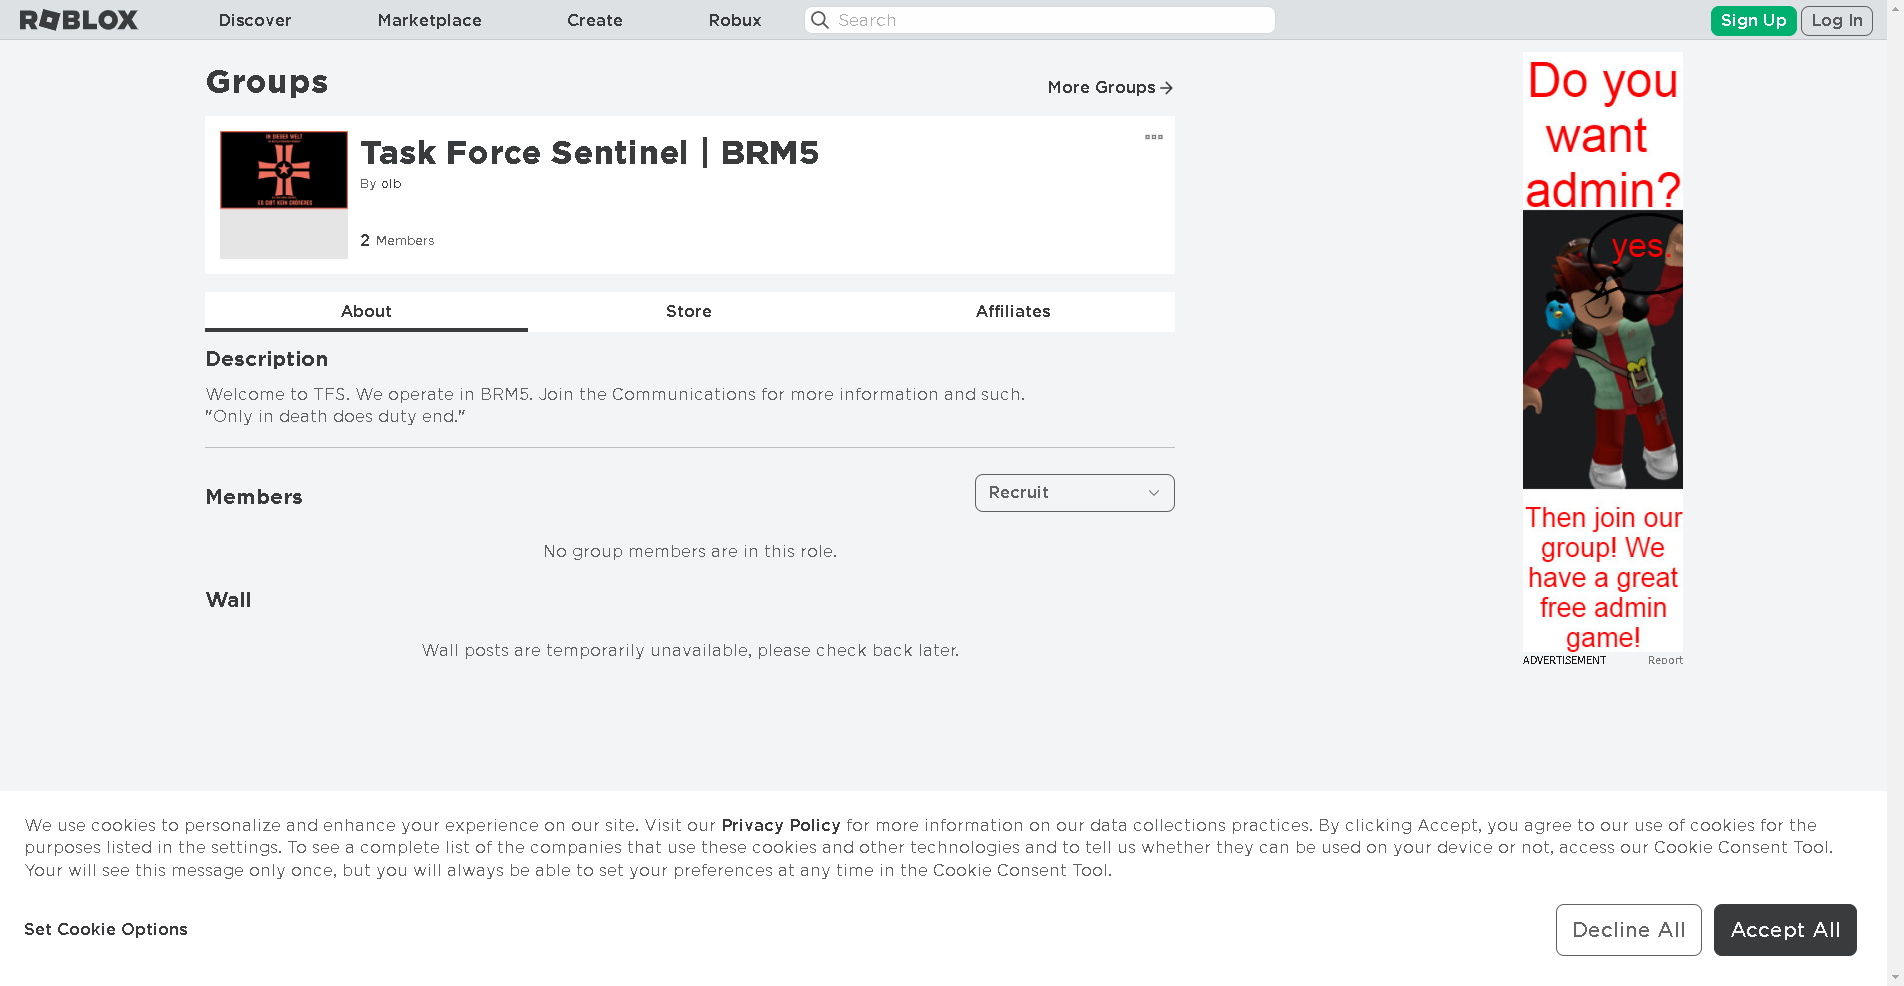 ROBLOX
Discover
Marketplace
Create
Robux
Search
Sign Up
Log In
Groups
More Groups
IN DIESER WELT
ES GIBT KEIN GRÖSSERES
Task Force Sentinel | BRM5
By olb
2 Members
About
Store
Affiliates
Description
Welcome to TFS. We operate in BRM5. Join the Communications for more information and such.
"Only in death does duty end."
Members
Recruit
No group members are in this role.
Wall
Wall posts are temporarily unavailable, please check back later.
Do you
want
admin?
yes.
Then join our
group! We
have a great
free admin
game!
ADVERTISEMENT
Report
We use cookies to personalize and enhance your experience on our site. Visit our Privacy Policy for more information on our data collections practices. By clicking Accept, you agree to our use of cookies for the
purposes listed in the settings. To see a complete list of the companies that use these cookies and other technologies and to tell us whether they can be used on your device or not, access our Cookie Consent Tool.
Your will see this message only once, but you will always be able to set your preferences at any time in the Cookie Consent Tool.
Set Cookie Options
Decline All
Accept All